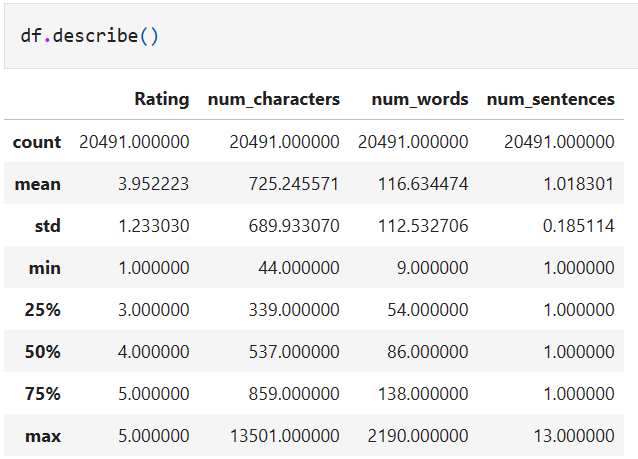 df.describe()
Rating num_characters num_words num_sentences
count 20491.000000 20491.000000 20491.000000 20491.000000
mean 3.952223 725.245571 116.634474 1.018301
std 1.233030 689.933070 112.532706 0.185114
min 1.000000 44.000000 9.000000 1.000000
25% 3.000000 339.000000 54.000000 1.000000
50% 4.000000 537.000000 86.000000 1.000000
75% 5.000000 859.000000 138.000000 1.000000
max 5.000000 13501.000000 2190.000000 13.000000